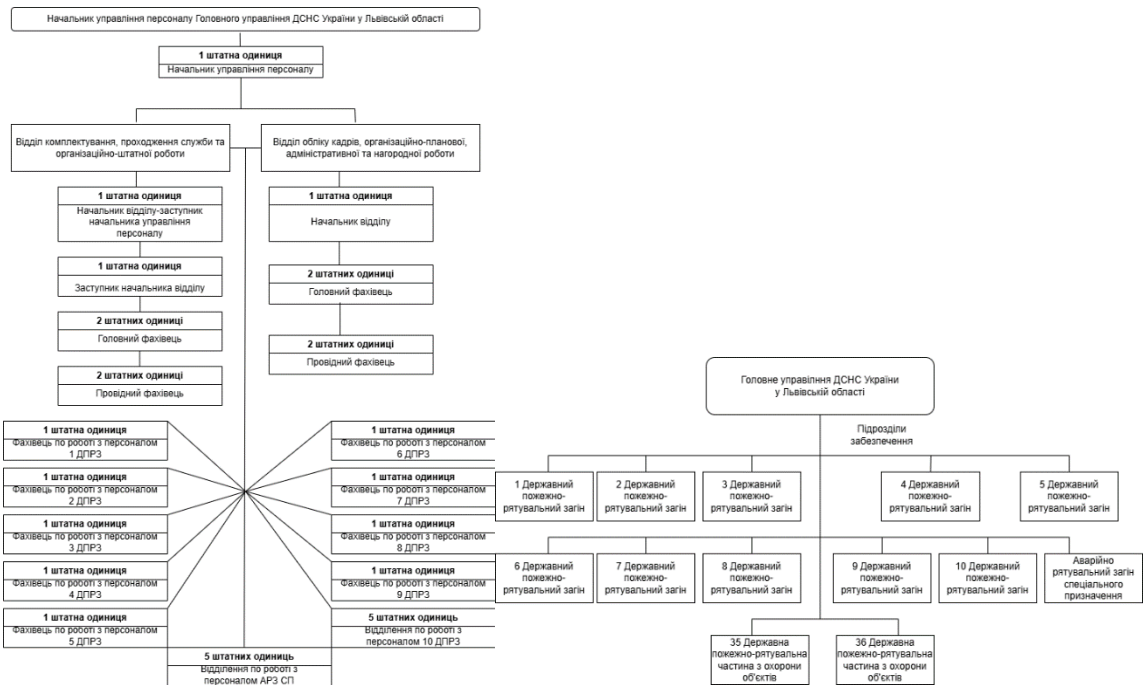 Начальник управління персоналу Головного управління ДСНС України у Львівській області
1 штатна одиниця
Начальник управління персоналу
Відділ комплектування, проходження служби та
організаційно-штатної роботи
Відділ обліку кадрів, організаційно-планової,
адміністративної та нагородної роботи
1 штатна одиниця
Начальник відділу-заступник
начальника управління
персоналу
1 штатна одиниця
Заступник начальника відділу
2 штатних одиниці
Головний фахівець
2 штатних одиниці
Провідний фахівець
1 штатна одиниця
Начальник відділу
2 штатних одиниці
Головний фахівець
2 штатних одиниці
Провідний фахівець
1 штатна одиниця
Фахівець по роботі з персоналом
1 ДПРЗ
1 штатна одиниця
Фахівець по роботі з персоналом
2 ДПРЗ
1 штатна одиниця
Фахівець по роботі з персоналом
3 ДПРЗ
1 штатна одиниця
Фахівець по роботі з персоналом
4 ДПРЗ
1 штатна одиниця
Фахівець по роботі з персоналом
5 ДПРЗ
1 штатна одиниця
Фахівець по роботі з персоналом
6 ДПРЗ
1 штатна одиниця
Фахівець по роботі з персоналом
7 ДПРЗ
1 штатна одиниця
Фахівець по роботі з персоналом
8 ДПРЗ
1 штатна одиниця
Фахівець по роботі з персоналом
9 ДПРЗ
5 штатних одиниць
Відділення по роботі з
персоналом 10 ДПРЗ
5 штатних одиниць
Відділення по роботі з
персоналом АРЗ СП
Головне управління ДСНС України
у Львівській області
Підрозділи
забезпечення
1 Державний
пожежно-
рятувальний загін
2 Державний
пожежно-
рятувальний загін
3 Державний
пожежно-
рятувальний загін
4 Державний
пожежно-
рятувальний загін
5 Державний
пожежно-
рятувальний загін
6 Державний
пожежно-
рятувальний загін
7 Державний
пожежно-
рятувальний загін
8 Державний
пожежно-
рятувальний загін
9 Державний
пожежно-
рятувальний загін
10 Державний
пожежно-
рятувальний загін
Аварійно
рятувальний загін
спеціального
призначення
35 Державна
пожежно-рятувальна
частина з охорони
об'єктів
36 Державна
пожежно-рятувальна
частина з охорони
об'єктів